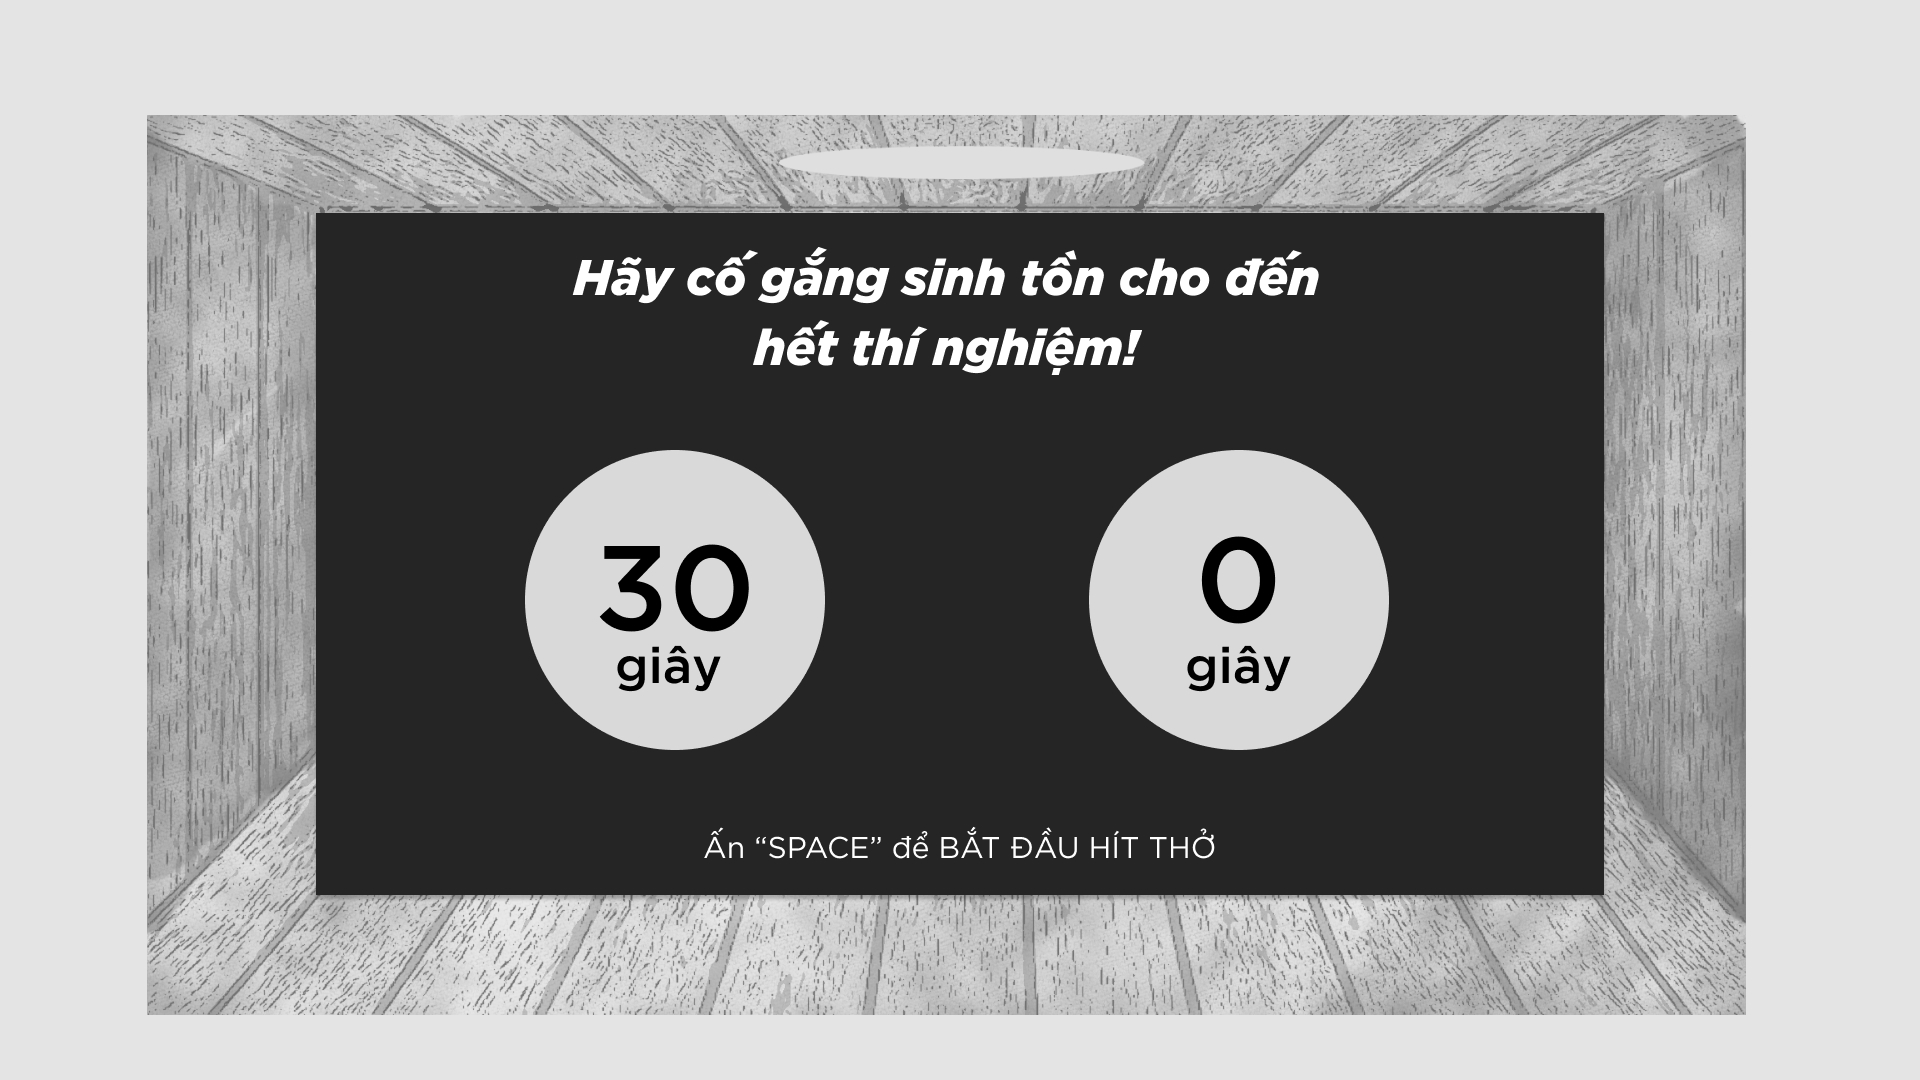 Hãy cố gắng sinh tồn cho đến
hết thí nghiệm!
30
giây
0
giây
Ấn “SPACE” để BẮT ĐẦU HÍT THỞ